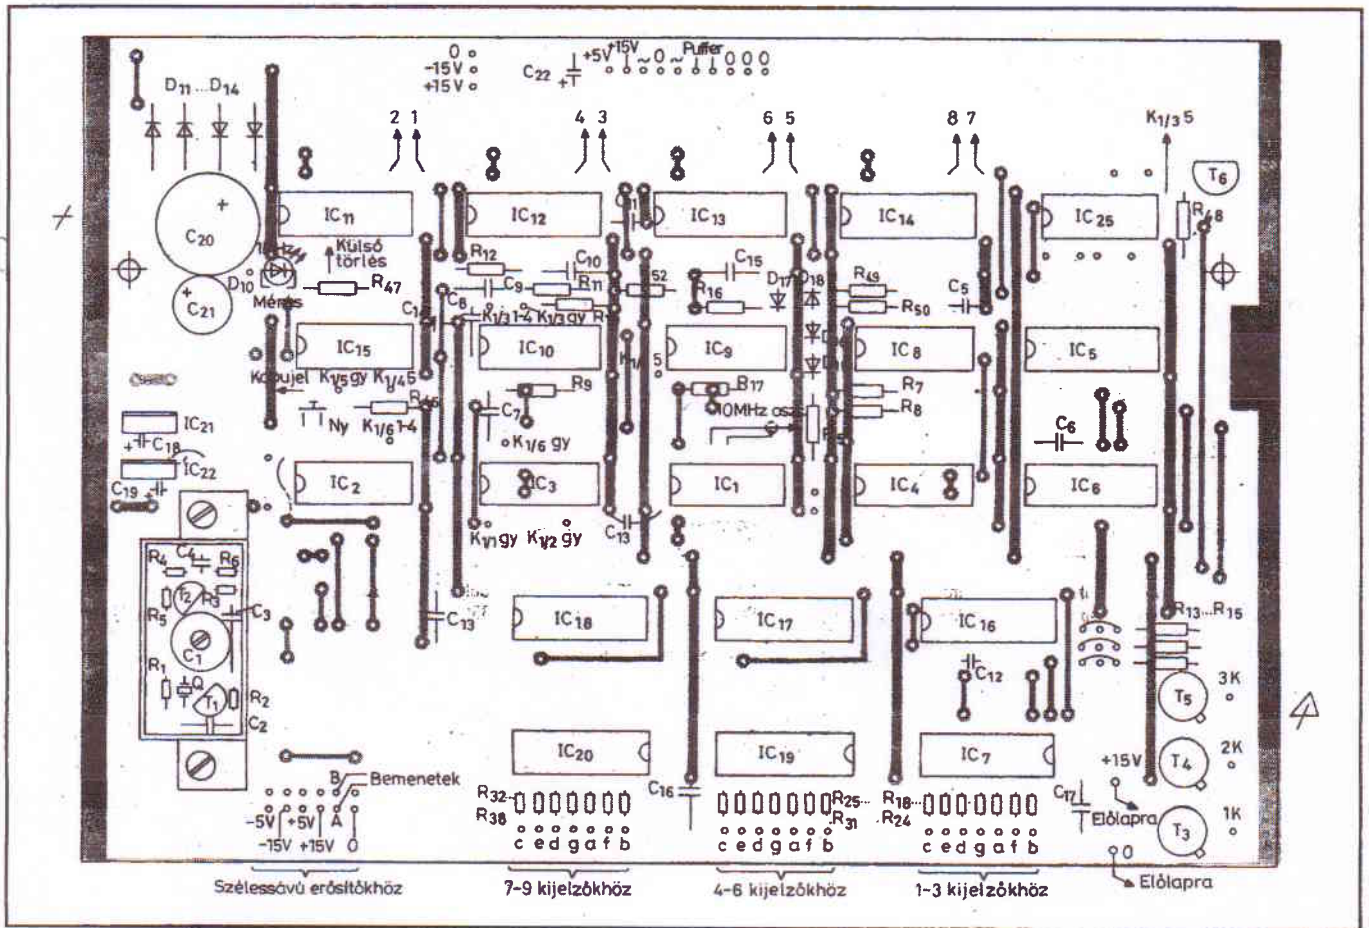 0
-15V
+15V
C22
+
+5V +15V ~ 0 ~ Puffer 0 0 0
D11...D14
2 1
4 3
6 5
8 7
K1/3 5
T6
+
C20
IC11
IC12
IC13
IC14
IC25
R48
Külső
törlés
R12
C10
C15
D17 D18
R49
D10
R47
C9
R11
52
R16
R50
C5
+
C21
Mérés
C8
K1/3 1-4
K1/3 gy
IC15
IC10
IC9
IC8
IC5
Kapujel
K1/5 gy
K1/4 5
R9
R17
R7
IC21
+
C18
Ny
K1/6 1-4
C7
K1/6 gy
10MHz osz.
R8
C6
IC22
C19
+
IC2
IC3
IC1
IC4
IC6
K1/1 gy
K1/2 gy
C13
R4
C4
R6
T2
R3
R5
C3
C13
IC18
IC17
IC16
R13...R15
C1
C12
R1
Q
T1
R2
C2
T5
3K
IC20
IC19
IC7
+15V
T4
2K
B
Bemenetek
R32-
R38
C16
R25...
R31
R18...
R24
C17
Előlapra
T3
1K
-5V +5V A
-15V +15V 0
c e d g a f b
c e d g a f b
c e d g a f b
0
Előlapra
Szélessávú erősítőkhöz
7-9 kijelzőkhöz
4-6 kijelzőkhöz
1-3 kijelzőkhöz